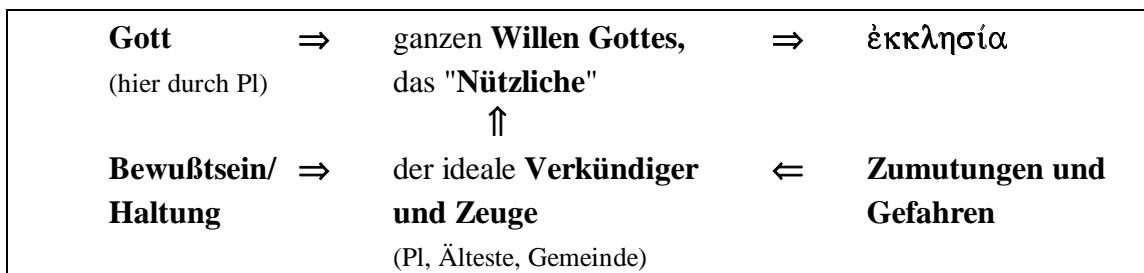 Gott ⇒ ganzen Willen Gottes, ⇒ ἐκκλησία
(hier durch Pl) das "Nützliche"
⇑
Bewußtsein/ ⇒ der ideale Verkündiger ⇐ Zumutungen und
Haltung und Zeuge Gefahren
(Pl, Älteste, Gemeinde)